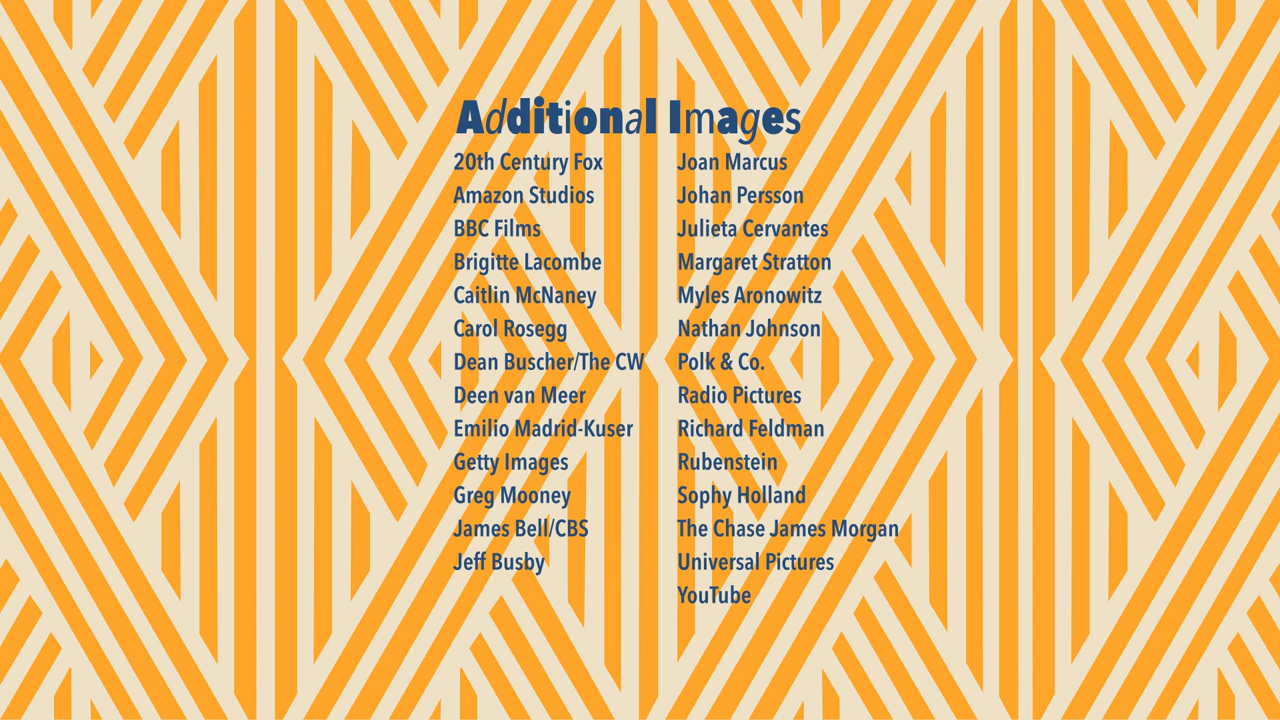 Additional Images
20th Century Fox
Amazon Studios
BBC Films
Brigitte Lacombe
Caitlin McNaney
Carol Rosegg
Dean Buscher/The CW
Deen van Meer
Emilio Madrid-Kuser
Getty Images
Greg Mooney
James Bell/CBS
Jeff Busby
Joan Marcus
Johan Persson
Julieta Cervantes
Margaret Stratton
Myles Aronowitz
Nathan Johnson
Polk & Co.
Radio Pictures
Richard Feldman
Rubenstein
Sophy Holland
The Chase James Morgan
Universal Pictures
YouTube